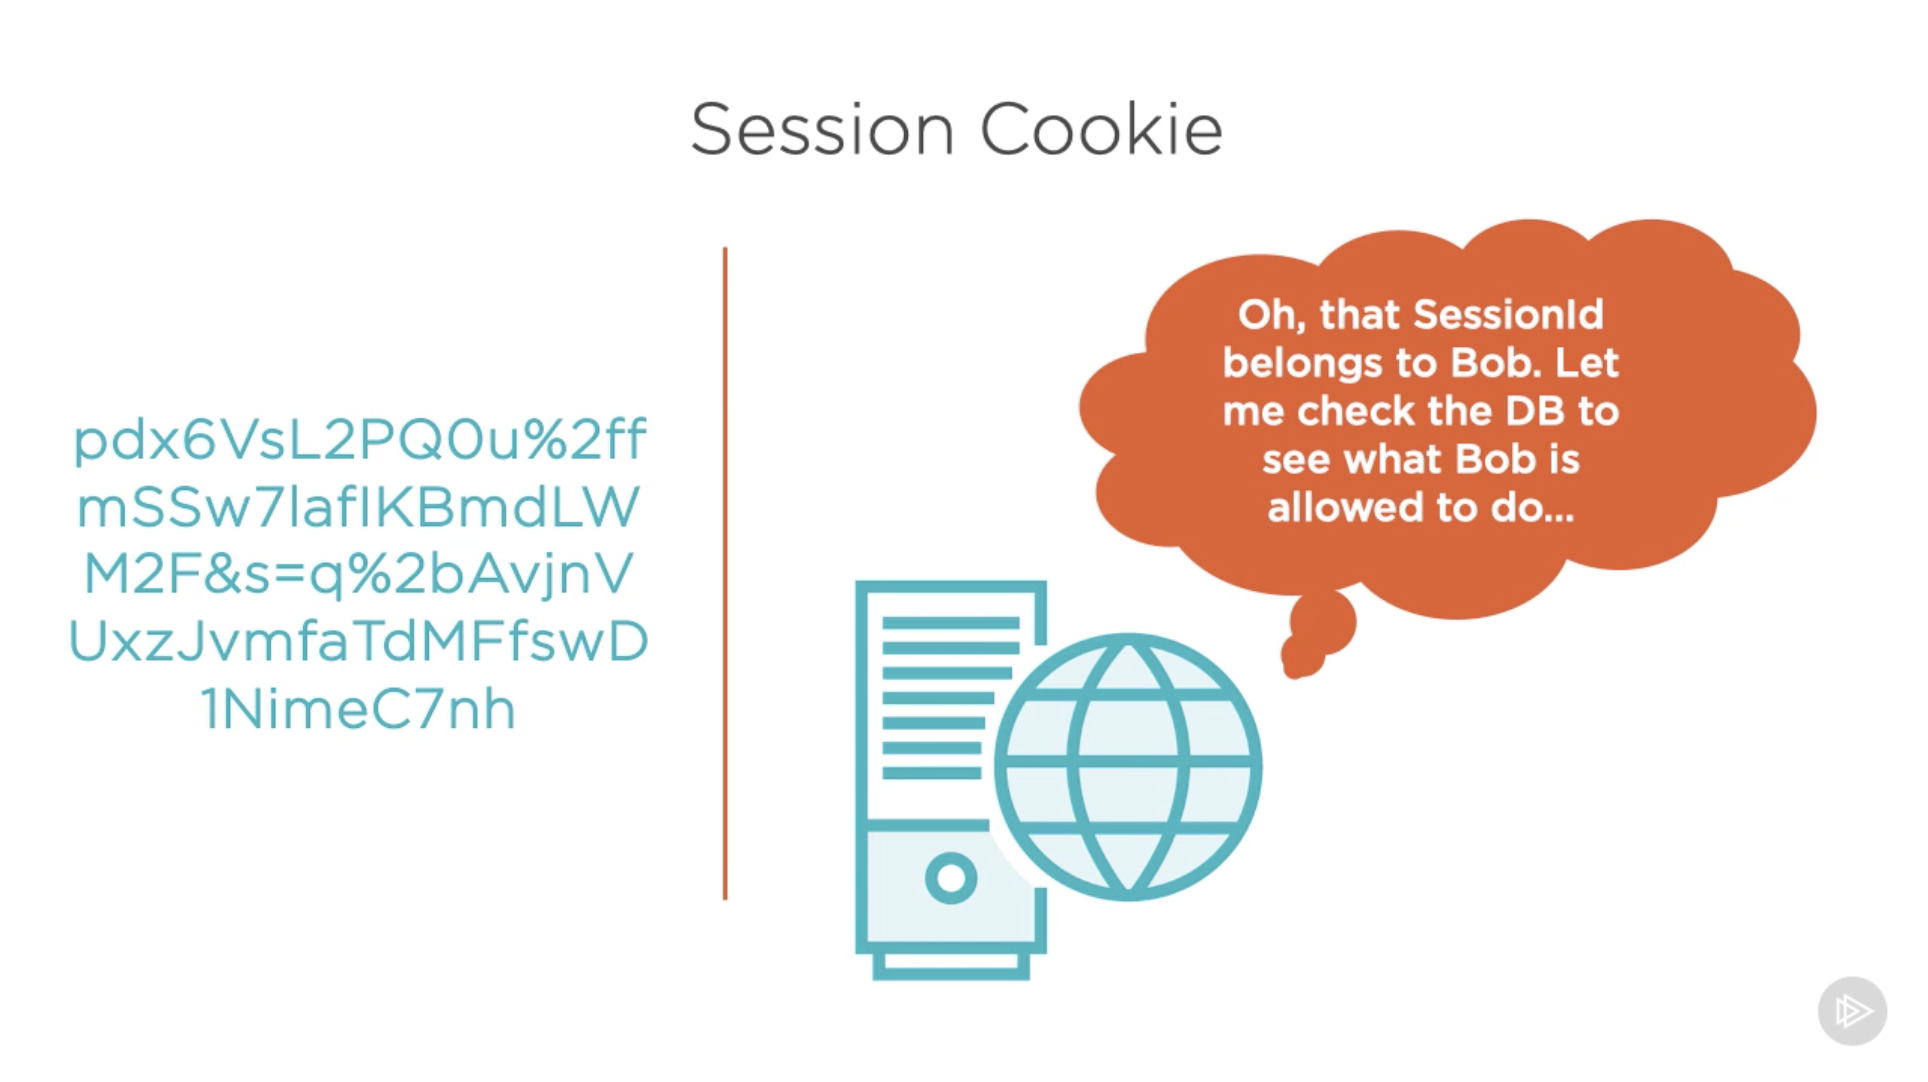 Session Cookie
pdx6VsL2PQ0u%2ff
mSSw7lafIKBmdLW
M2F&s=q%2bAvjnV
UxzJvmfaTdMFfswD
1NimeC7nh
Oh, that SessionId
belongs to Bob. Let
me check the DB to
see what Bob is
allowed to do...